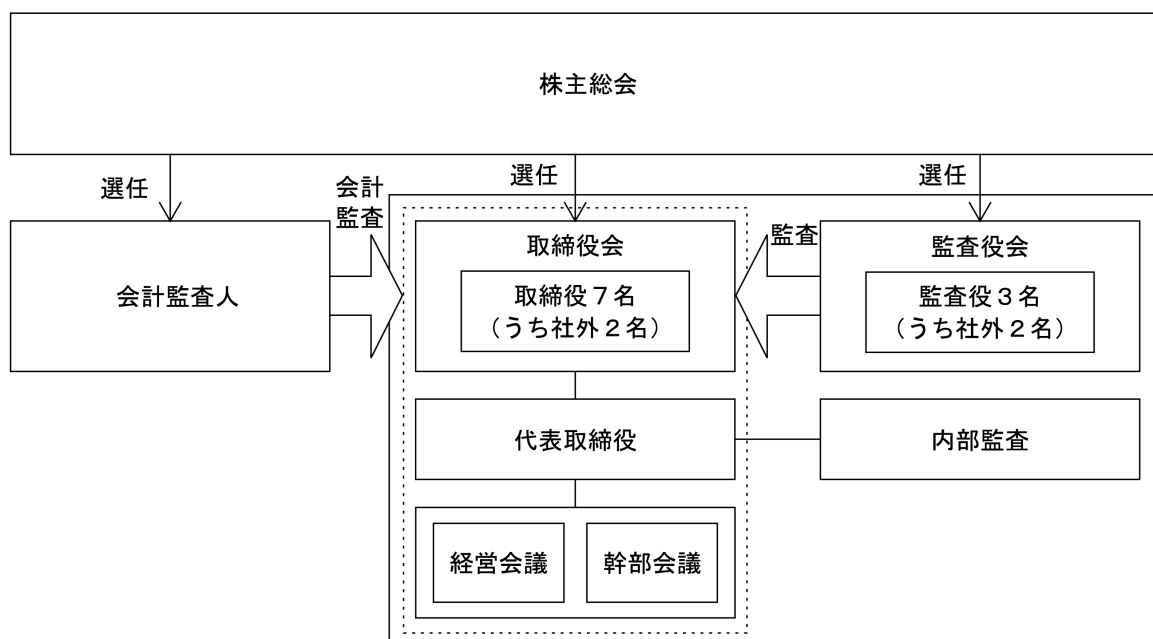 株主総会
選任
選任
選任
会計
監査
会計監査人
取締役会
取締役７名
（うち社外２名）
監査
監査役会
監査役３名
（うち社外２名）
代表取締役
内部監査
経営会議
幹部会議